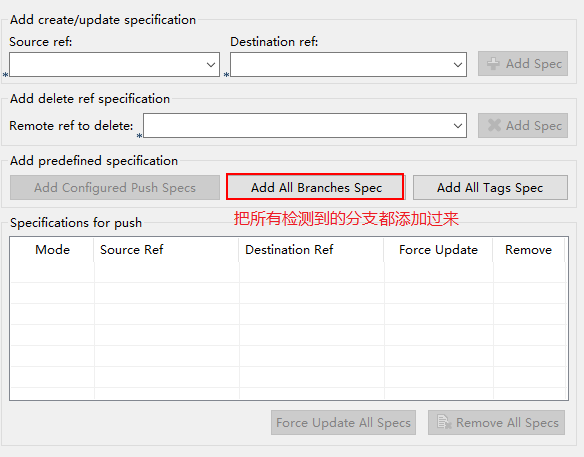 Add create/update specification
Source ref:
Destination ref:
*
*
Add Spec
Add delete ref specification
Remote ref to delete:
*
Add Spec
Add predefined specification
Add Configured Push Specs
Add All Branches Spec
Add All Tags Spec
把所有检测到的分支都添加过来
Specifications for push
Mode
Source Ref
Destination Ref
Force Update
Remove
Force Update All Specs
Remove All Specs